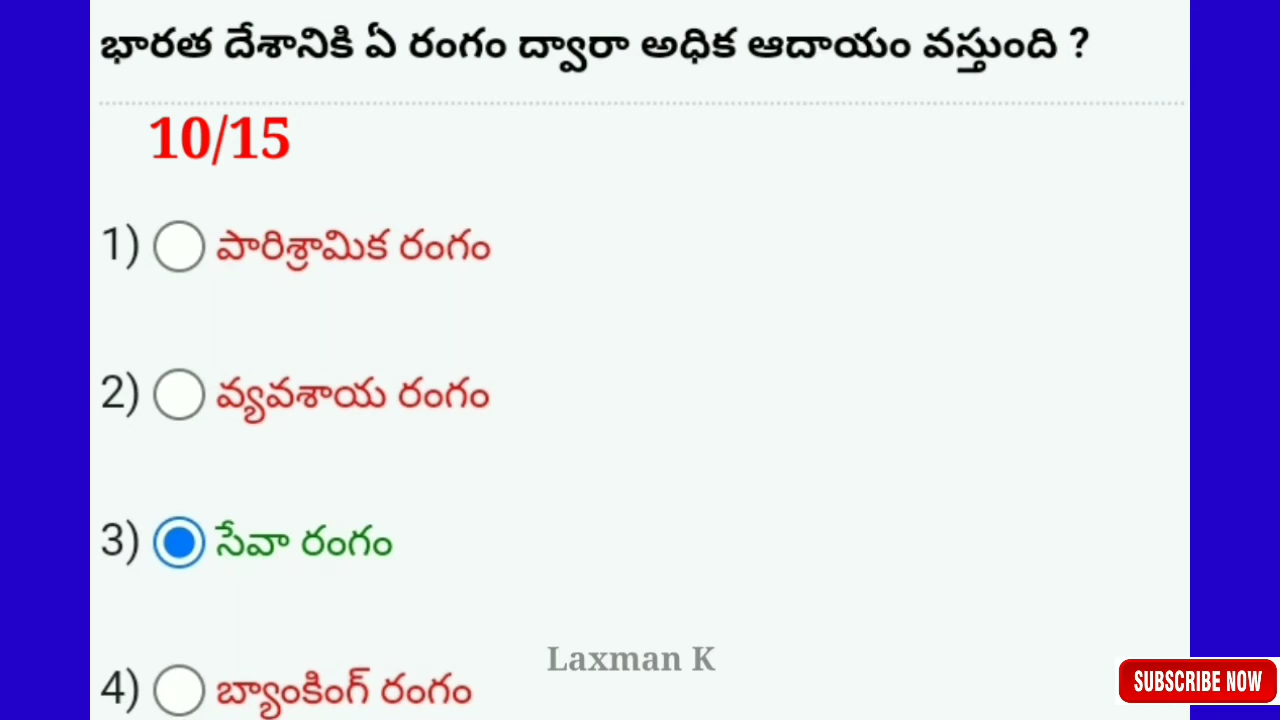 భారత దేశానికి ఏ రంగం ద్వారా అధిక ఆదాయం వస్తుంది ?
10/15
1) పారిశ్రామిక రంగం
2) వ్యవశాయ రంగం
3) సేవా రంగం
Laxman K
4) బ్యాంకింగ్ రంగం
SUBSCRIBE NOW